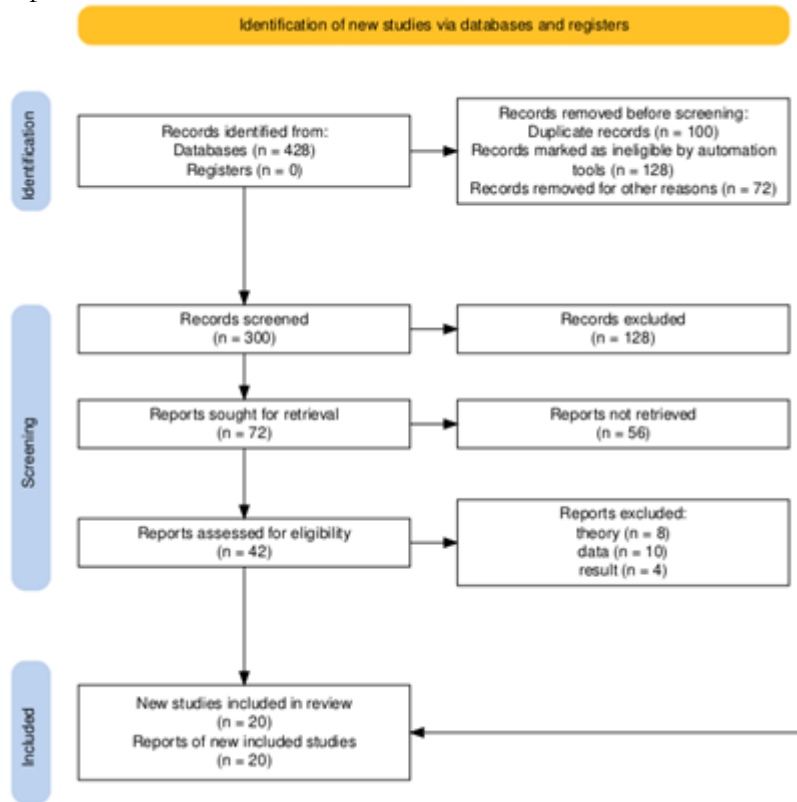 Identification of new studies via databases and registers
Identification
Records identified from:
Databases (n = 428)
Registers (n = 0)
Records removed before screening:
Duplicate records (n = 100)
Records marked as ineligible by automation
tools (n = 128)
Records removed for other reasons (n = 72)
Screening
Records screened
(n = 300)
Records excluded
(n = 128)
Reports sought for retrieval
(n = 72)
Reports not retrieved
(n = 56)
Reports assessed for eligibility
(n = 42)
Reports excluded:
theory (n = 8)
data (n = 10)
result (n = 4)
Included
New studies included in review
(n = 20)
Reports of new included studies
(n = 20)